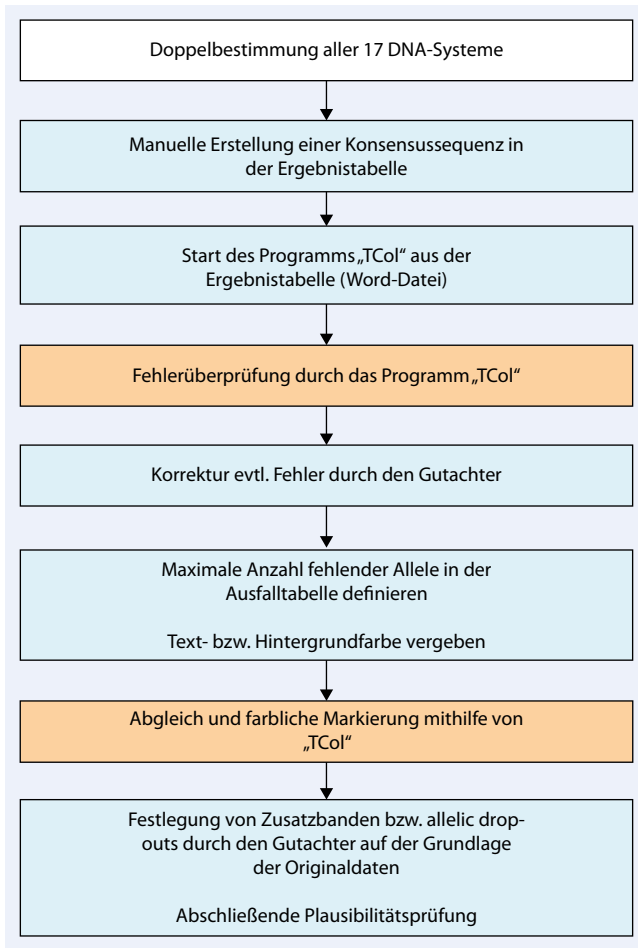 Doppelbestimmung aller 17 DNA-Systeme
Manuelle Erstellung einer Konsensussequenz in
der Ergebnistabelle
Start des Programms „TCol“ aus der
Ergebnistabelle (Word-Datei)
Fehlerüberprüfung durch das Programm „TCol“
Korrektur evtl. Fehler durch den Gutachter
Maximale Anzahl fehlender Allele in der
Ausfalltabelle definieren
Text- bzw. Hintergrundfarbe vergeben
Abgleich und farbliche Markierung mithilfe von
„TCol“
Festlegung von Zusatzbanden bzw. allelic drop-
outs durch den Gutachter auf der Grundlage
der Originaldaten
Abschließende Plausibilitätsprüfung